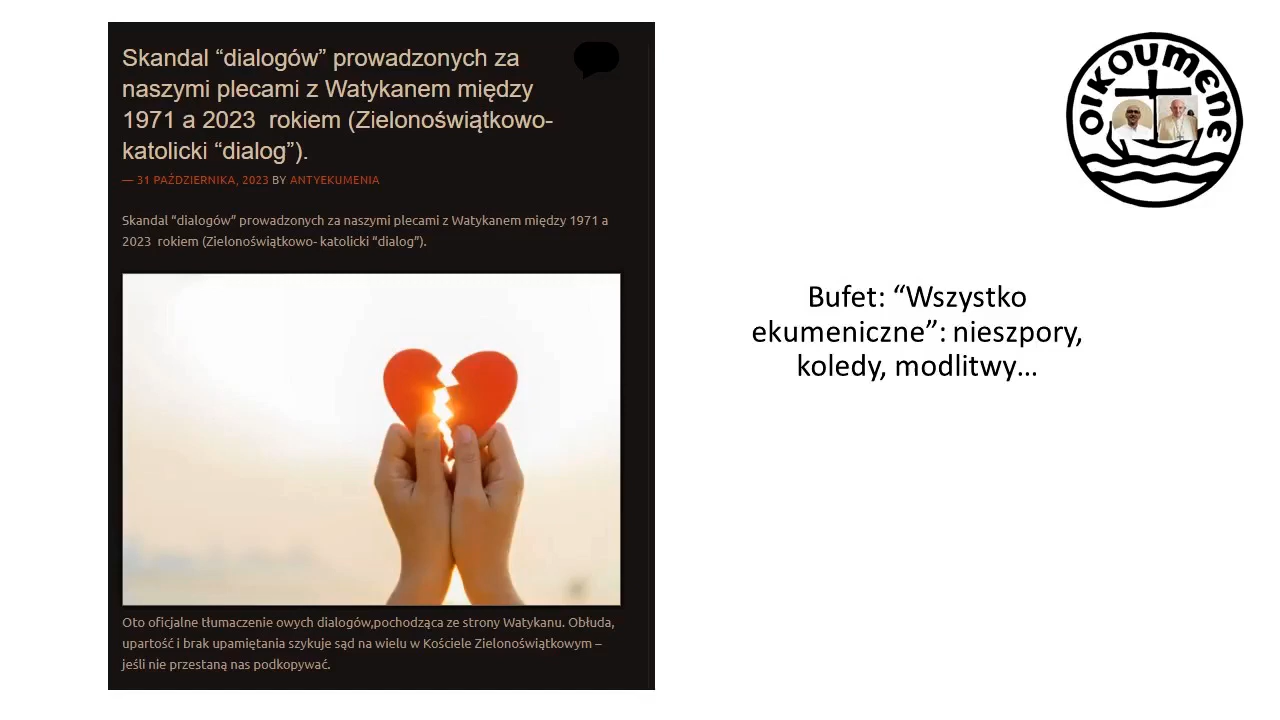 Skandal “dialogów” prowadzonych za
naszymi plecami z Watykanem między
1971 a 2023  rokiem (Zielonoświątkowo-
katolicki “dialog”).
— 31 PAŹDZIERNIKA, 2023 BY ANTYEKUMENIA
Skandal “dialogów” prowadzonych za naszymi plecami z Watykanem między 1971 a
2023  rokiem (Zielonoświątkowo- katolicki “dialog”).
Oto oficjalne tłumaczenie owych dialogów,pochodząca ze strony Watykanu. Obłuda,
upartość i brak upamiętania szykuje sąd na wielu w Kościele Zielonoświątkowym –
jeśli nie przestaną nas podkopywać.
OIKOUMENE
Bufet: “Wszystko
ekumeniczne”: nieszpory,
koledy, modlitwy…